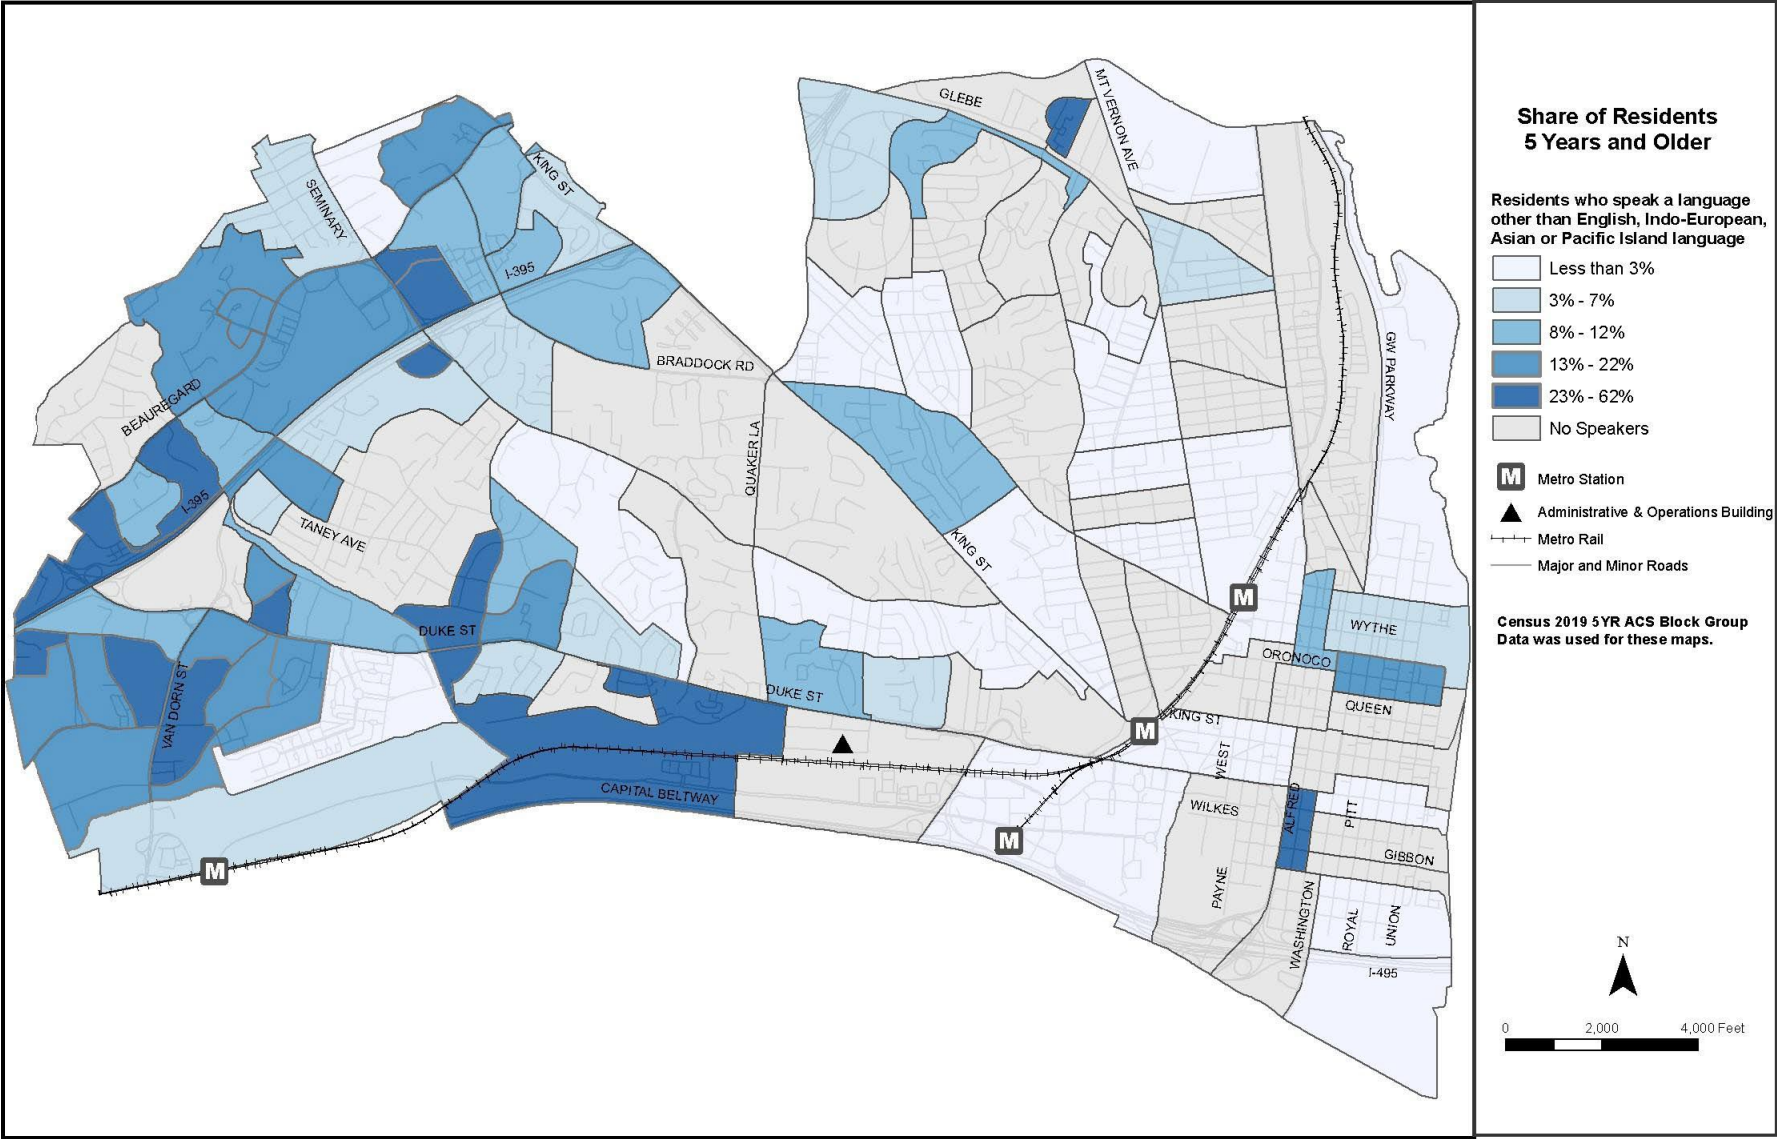 GLEBE
MT VERNON AVE
KING ST
SEMINARY
I-395
BRADDOCK RD
GW PARKWAY
BEAUREGARD
QUAKER LA
I-395
TANEY AVE
KING ST
M
DUKE ST
WYTHE
ORONOCO
VAN DORN ST
DUKE ST
QUEEN
KING ST
M
WEST
CAPITAL BELTWAY
WILKES
ALFRED
PITT
M
GIBBON
M
PAYNE
WASHINGTON
ROYAL
UNION
I-495
Share of Residents
5 Years and Older
Residents who speak a language
other than English, Indo-European,
Asian or Pacific Island language
Less than 3%
3% - 7%
8% - 12%
13% - 22%
23% - 62%
No Speakers
M Metro Station
Administrative & Operations Building
Metro Rail
Major and Minor Roads
Census 2019 5YR ACS Block Group
Data was used for these maps.
N
0 2,000 4,000 Feet